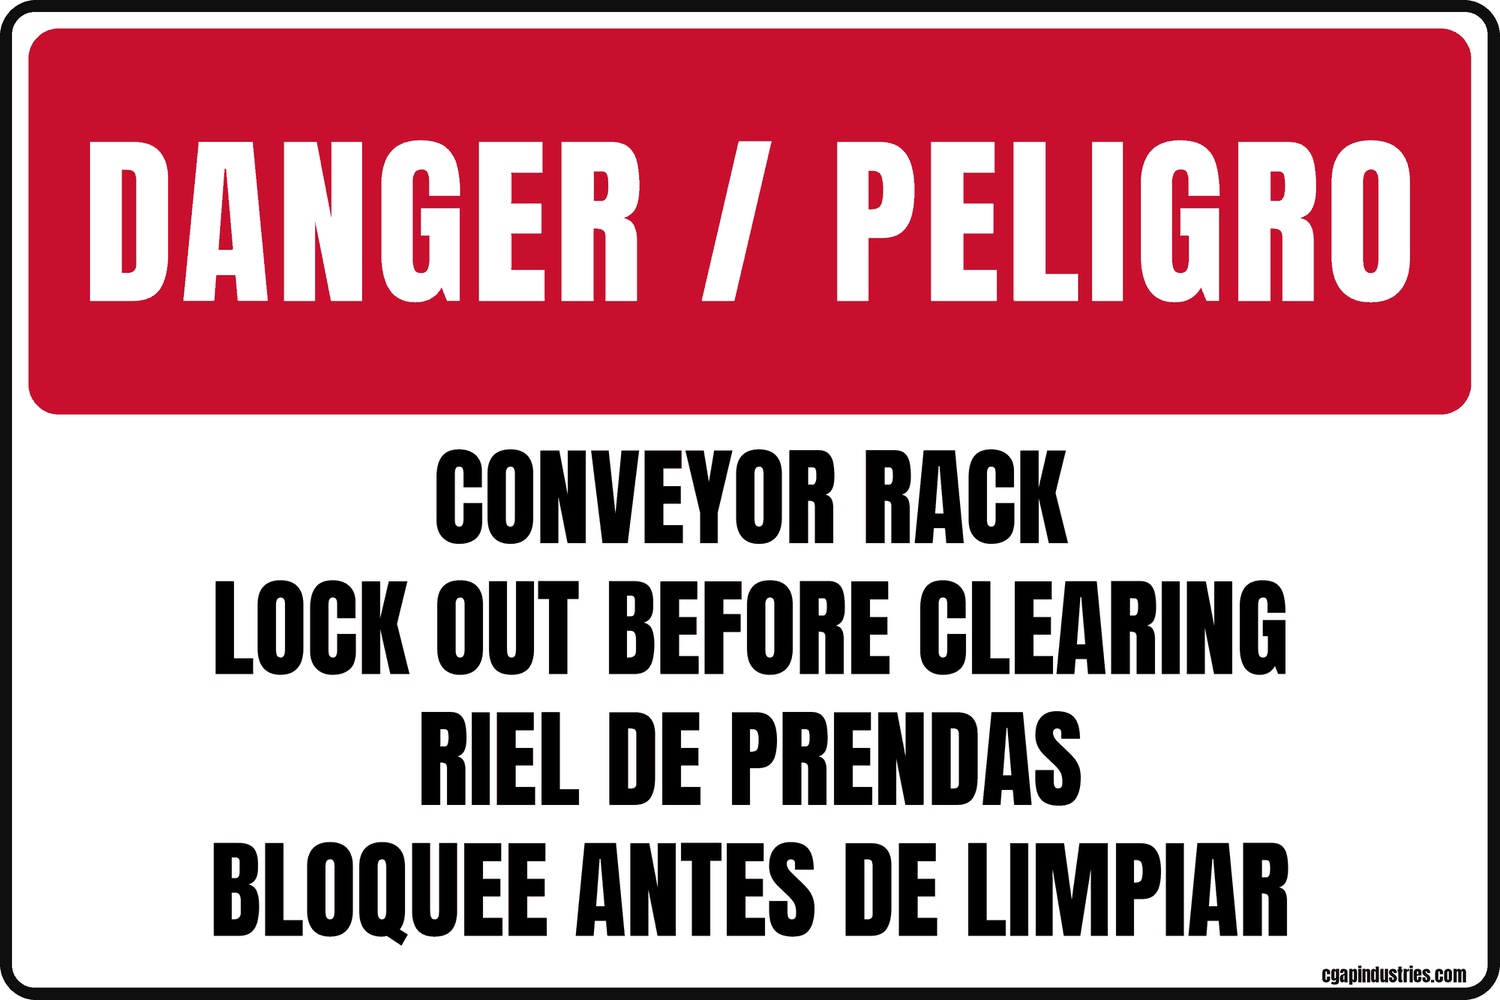 DANGER / PELIGRO
CONVEYOR RACK
LOCK OUT BEFORE CLEARING
RIEL DE PRENDAS
BLOQUEE ANTES DE LIMPIAR
cgapindustries.com